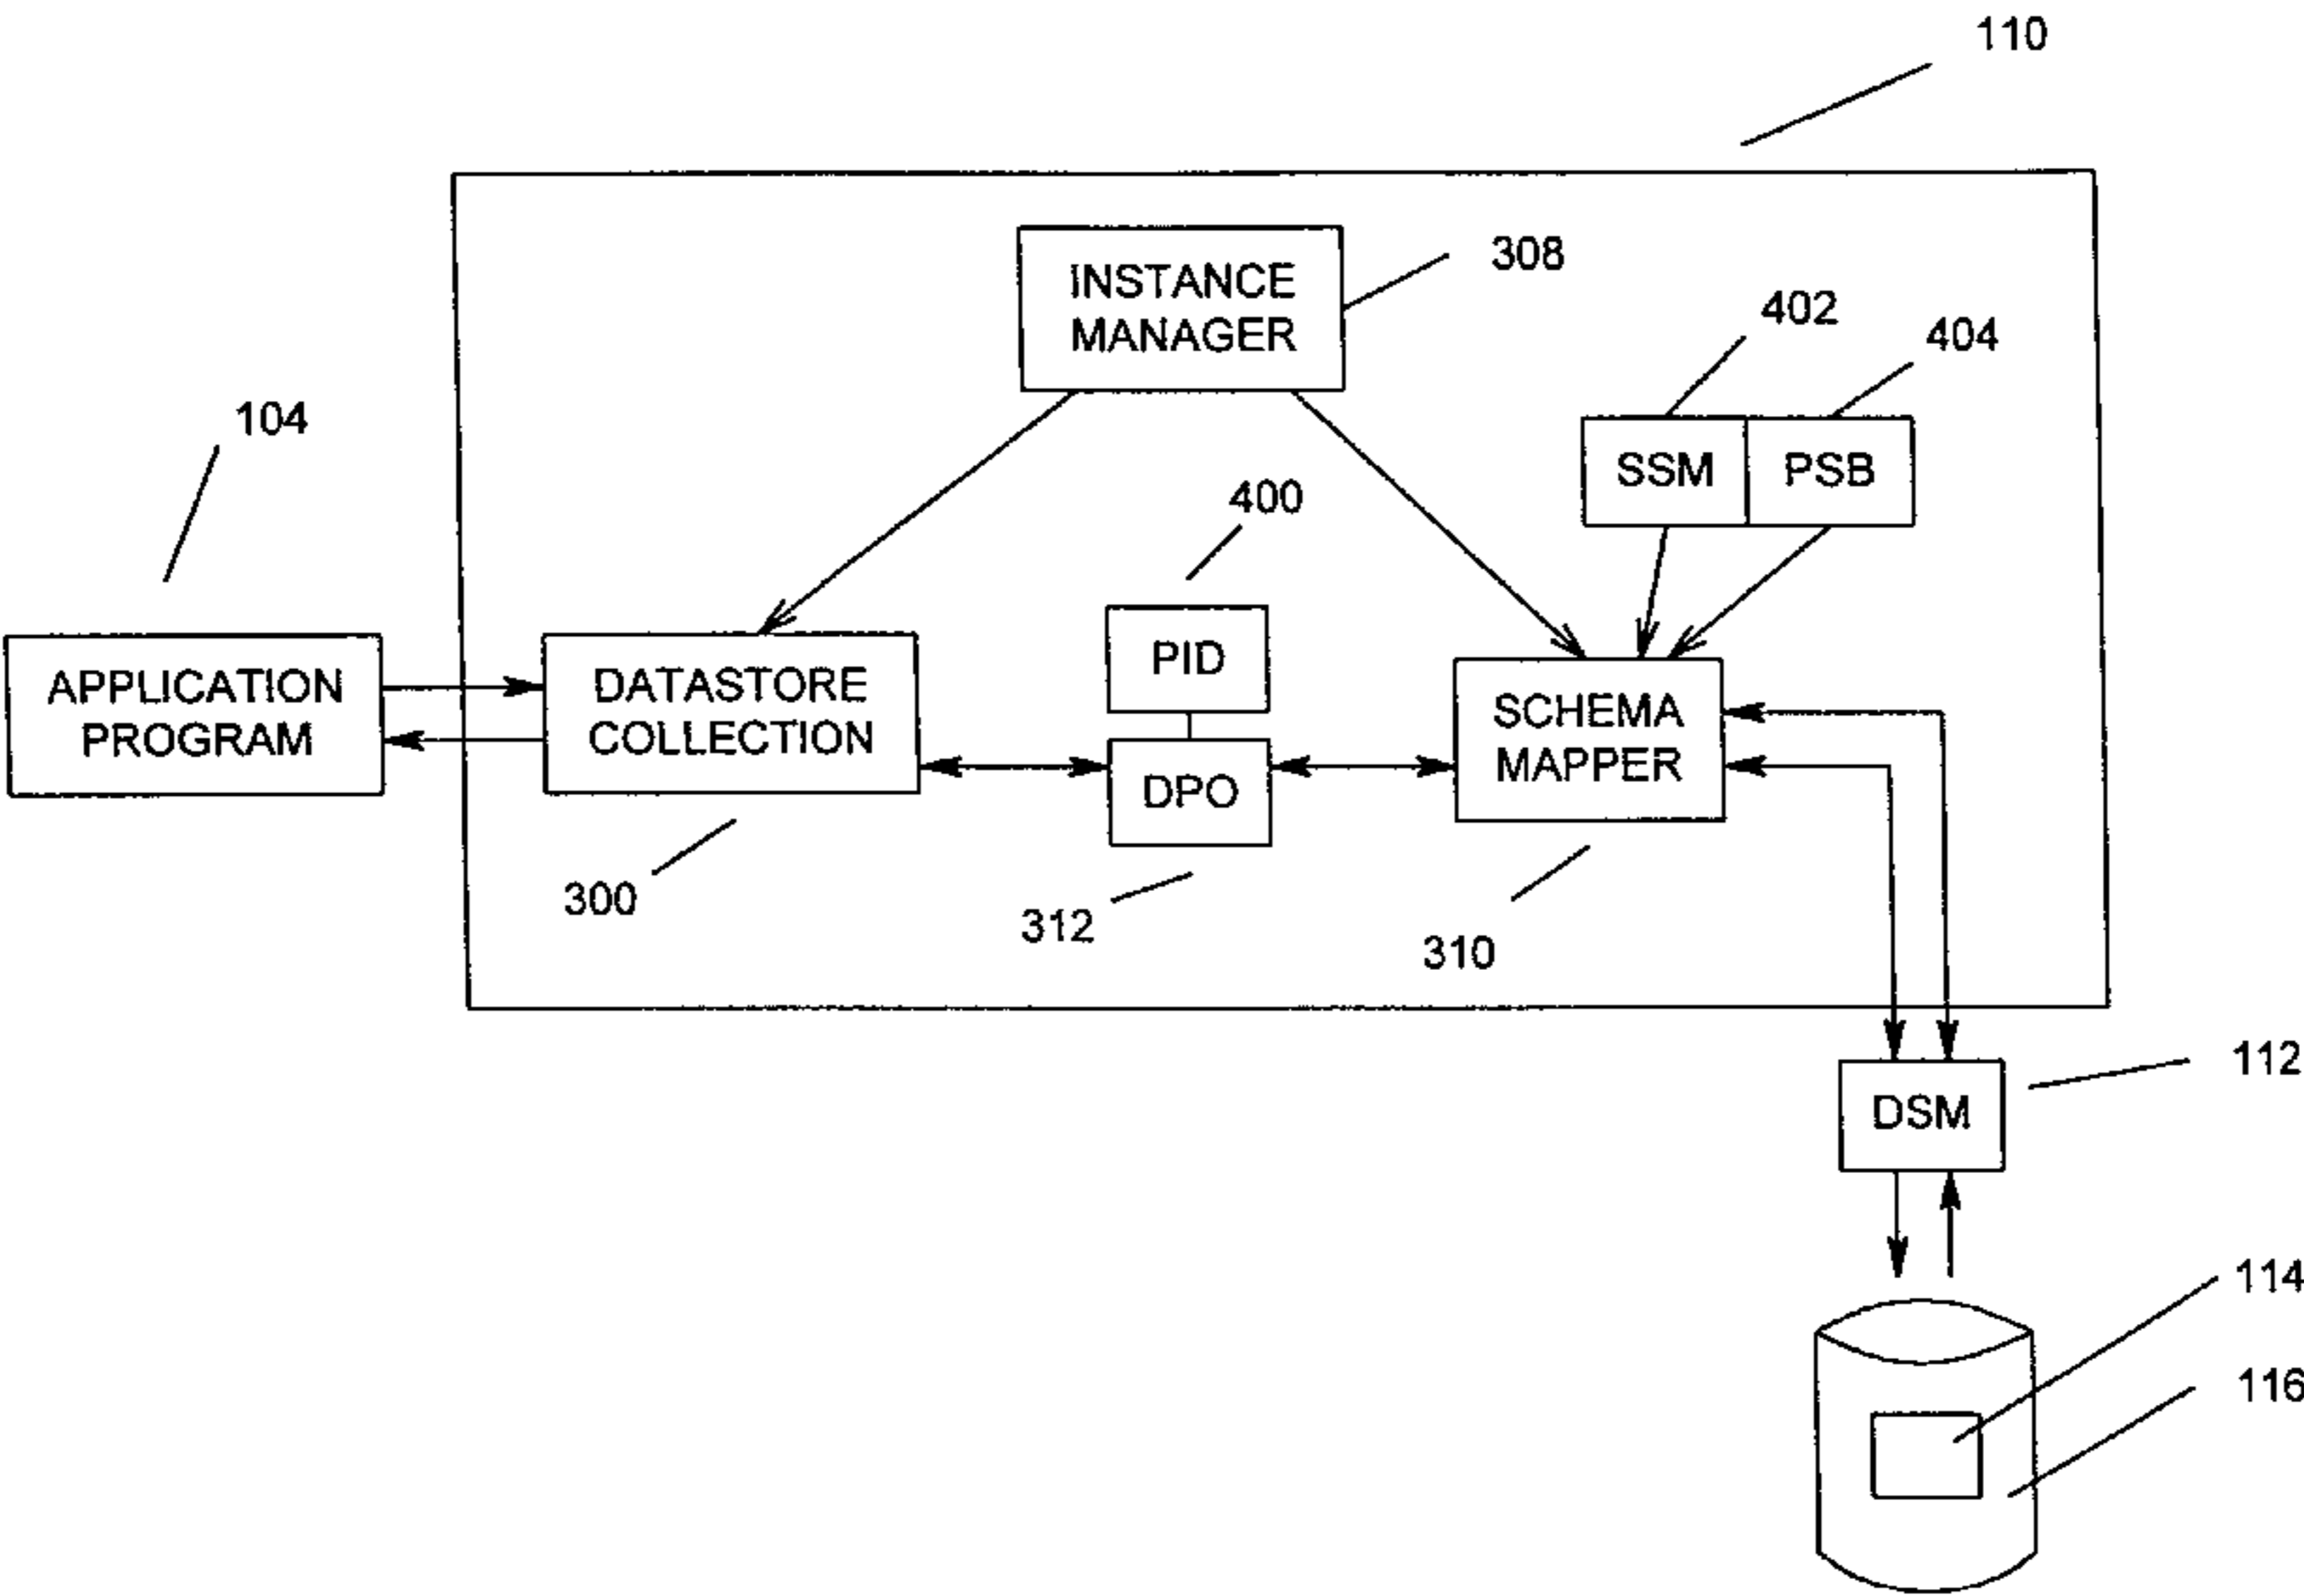 110
INSTANCE
MANAGER
308
402
404
104
SSM
PSB
400
PID
APPLICATION
PROGRAM
DATASTORE
COLLECTION
DPO
SCHEMA
MAPPER
300
312
310
112
DSM
114
116